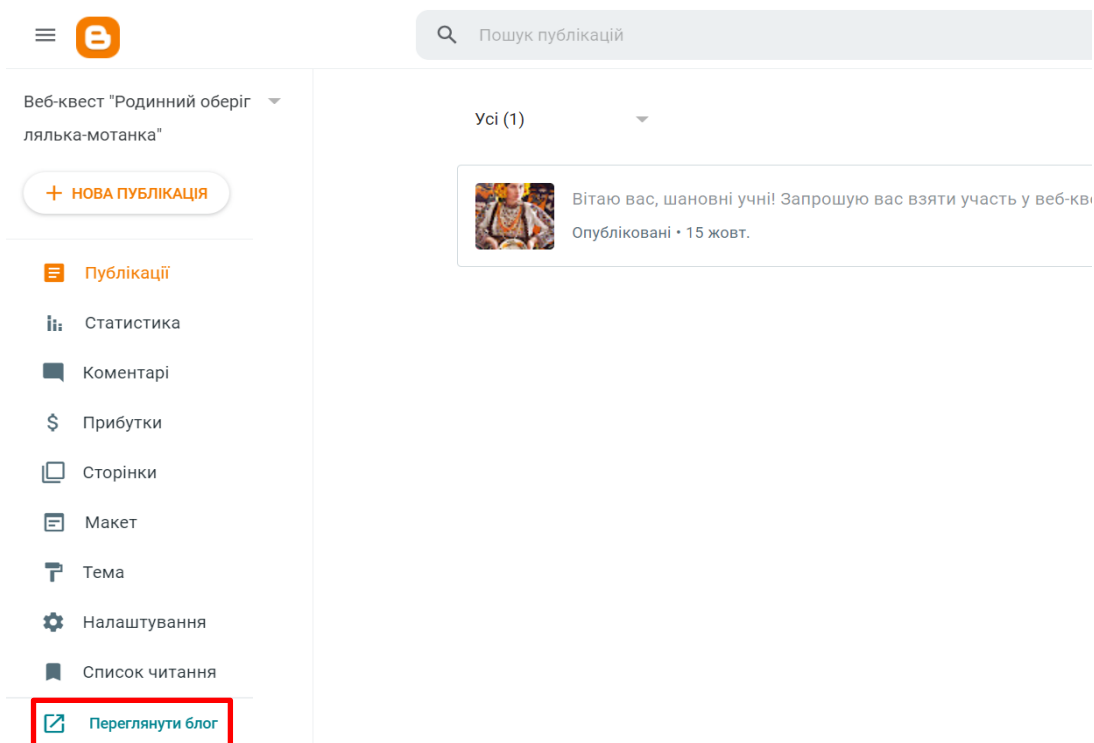 Пошук публікацій
Веб-квест "Родинний оберіг
лялька-мотанка"
НОВА ПУБЛІКАЦІЯ
Усі (1)
Вітаю вас, шановні учні! Запрошую вас взяти участь у веб-кв
Опубліковані • 15 жовт.
Публікації
Статистика
Коментарі
Прибутки
Сторінки
Макет
Тема
Налаштування
Список читання
Переглянути блог